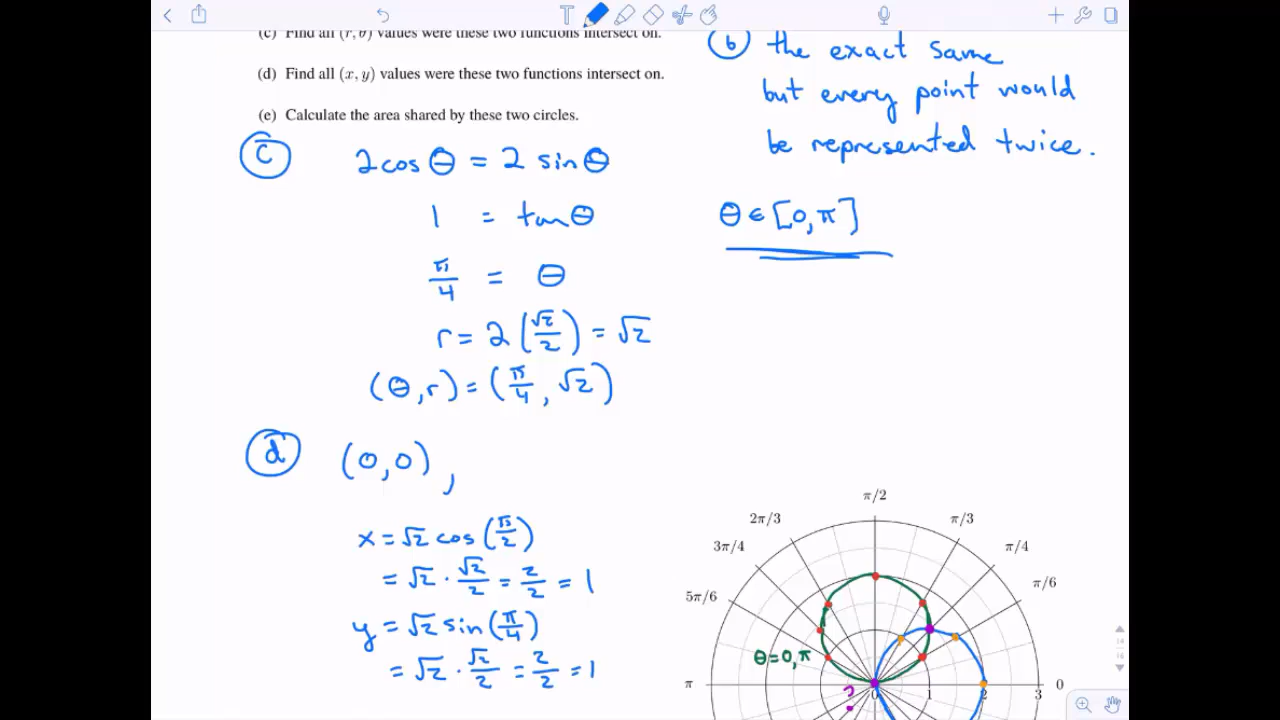 (c) Find all (r, θ) values were these two functions intersect on.
(d) Find all (x, y) values were these two functions intersect on.
(e) Calculate the area shared by these two circles.
ⓑ the exact same
but every point would
be represented twice.
θ ∈ [0, π]
ⓒ 2cos θ = 2 sin θ
1 = tan θ
π/4 = θ
r = 2 (√2/2) = √2
(θ, r) = (π/4, √2)
ⓓ (0,0),
x = √2 cos (π/2)
= √2 · √2/2 = 2/2 = 1
y = √2 sin (π/4)
= √2 · √2/2 = 2/2 = 1
π/2
2π/3 π/3
3π/4 π/4
5π/6 π/6
θ=0,π
π 0 1 2 3 0